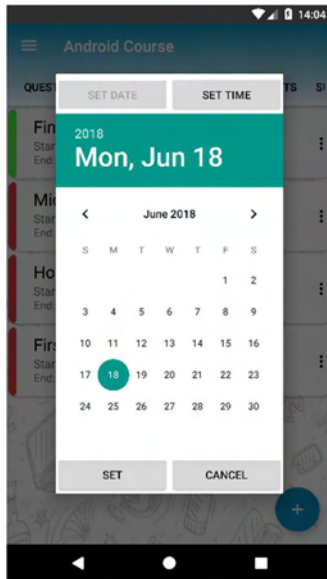 14:04
Android Course
QUES TS S
SET DATE SET TIME
2018
Mon, Jun 18
Fin
Star
End:
June 2018
Mic
Star
End:
S M T W T F S
1 2
3 4 5 6 7 8 9
Ho
Star
End:
10 11 12 13 14 15 16
17 18 19 20 21 22 23
Firs
Star
End:
24 25 26 27 28 29 30
SET CANCEL